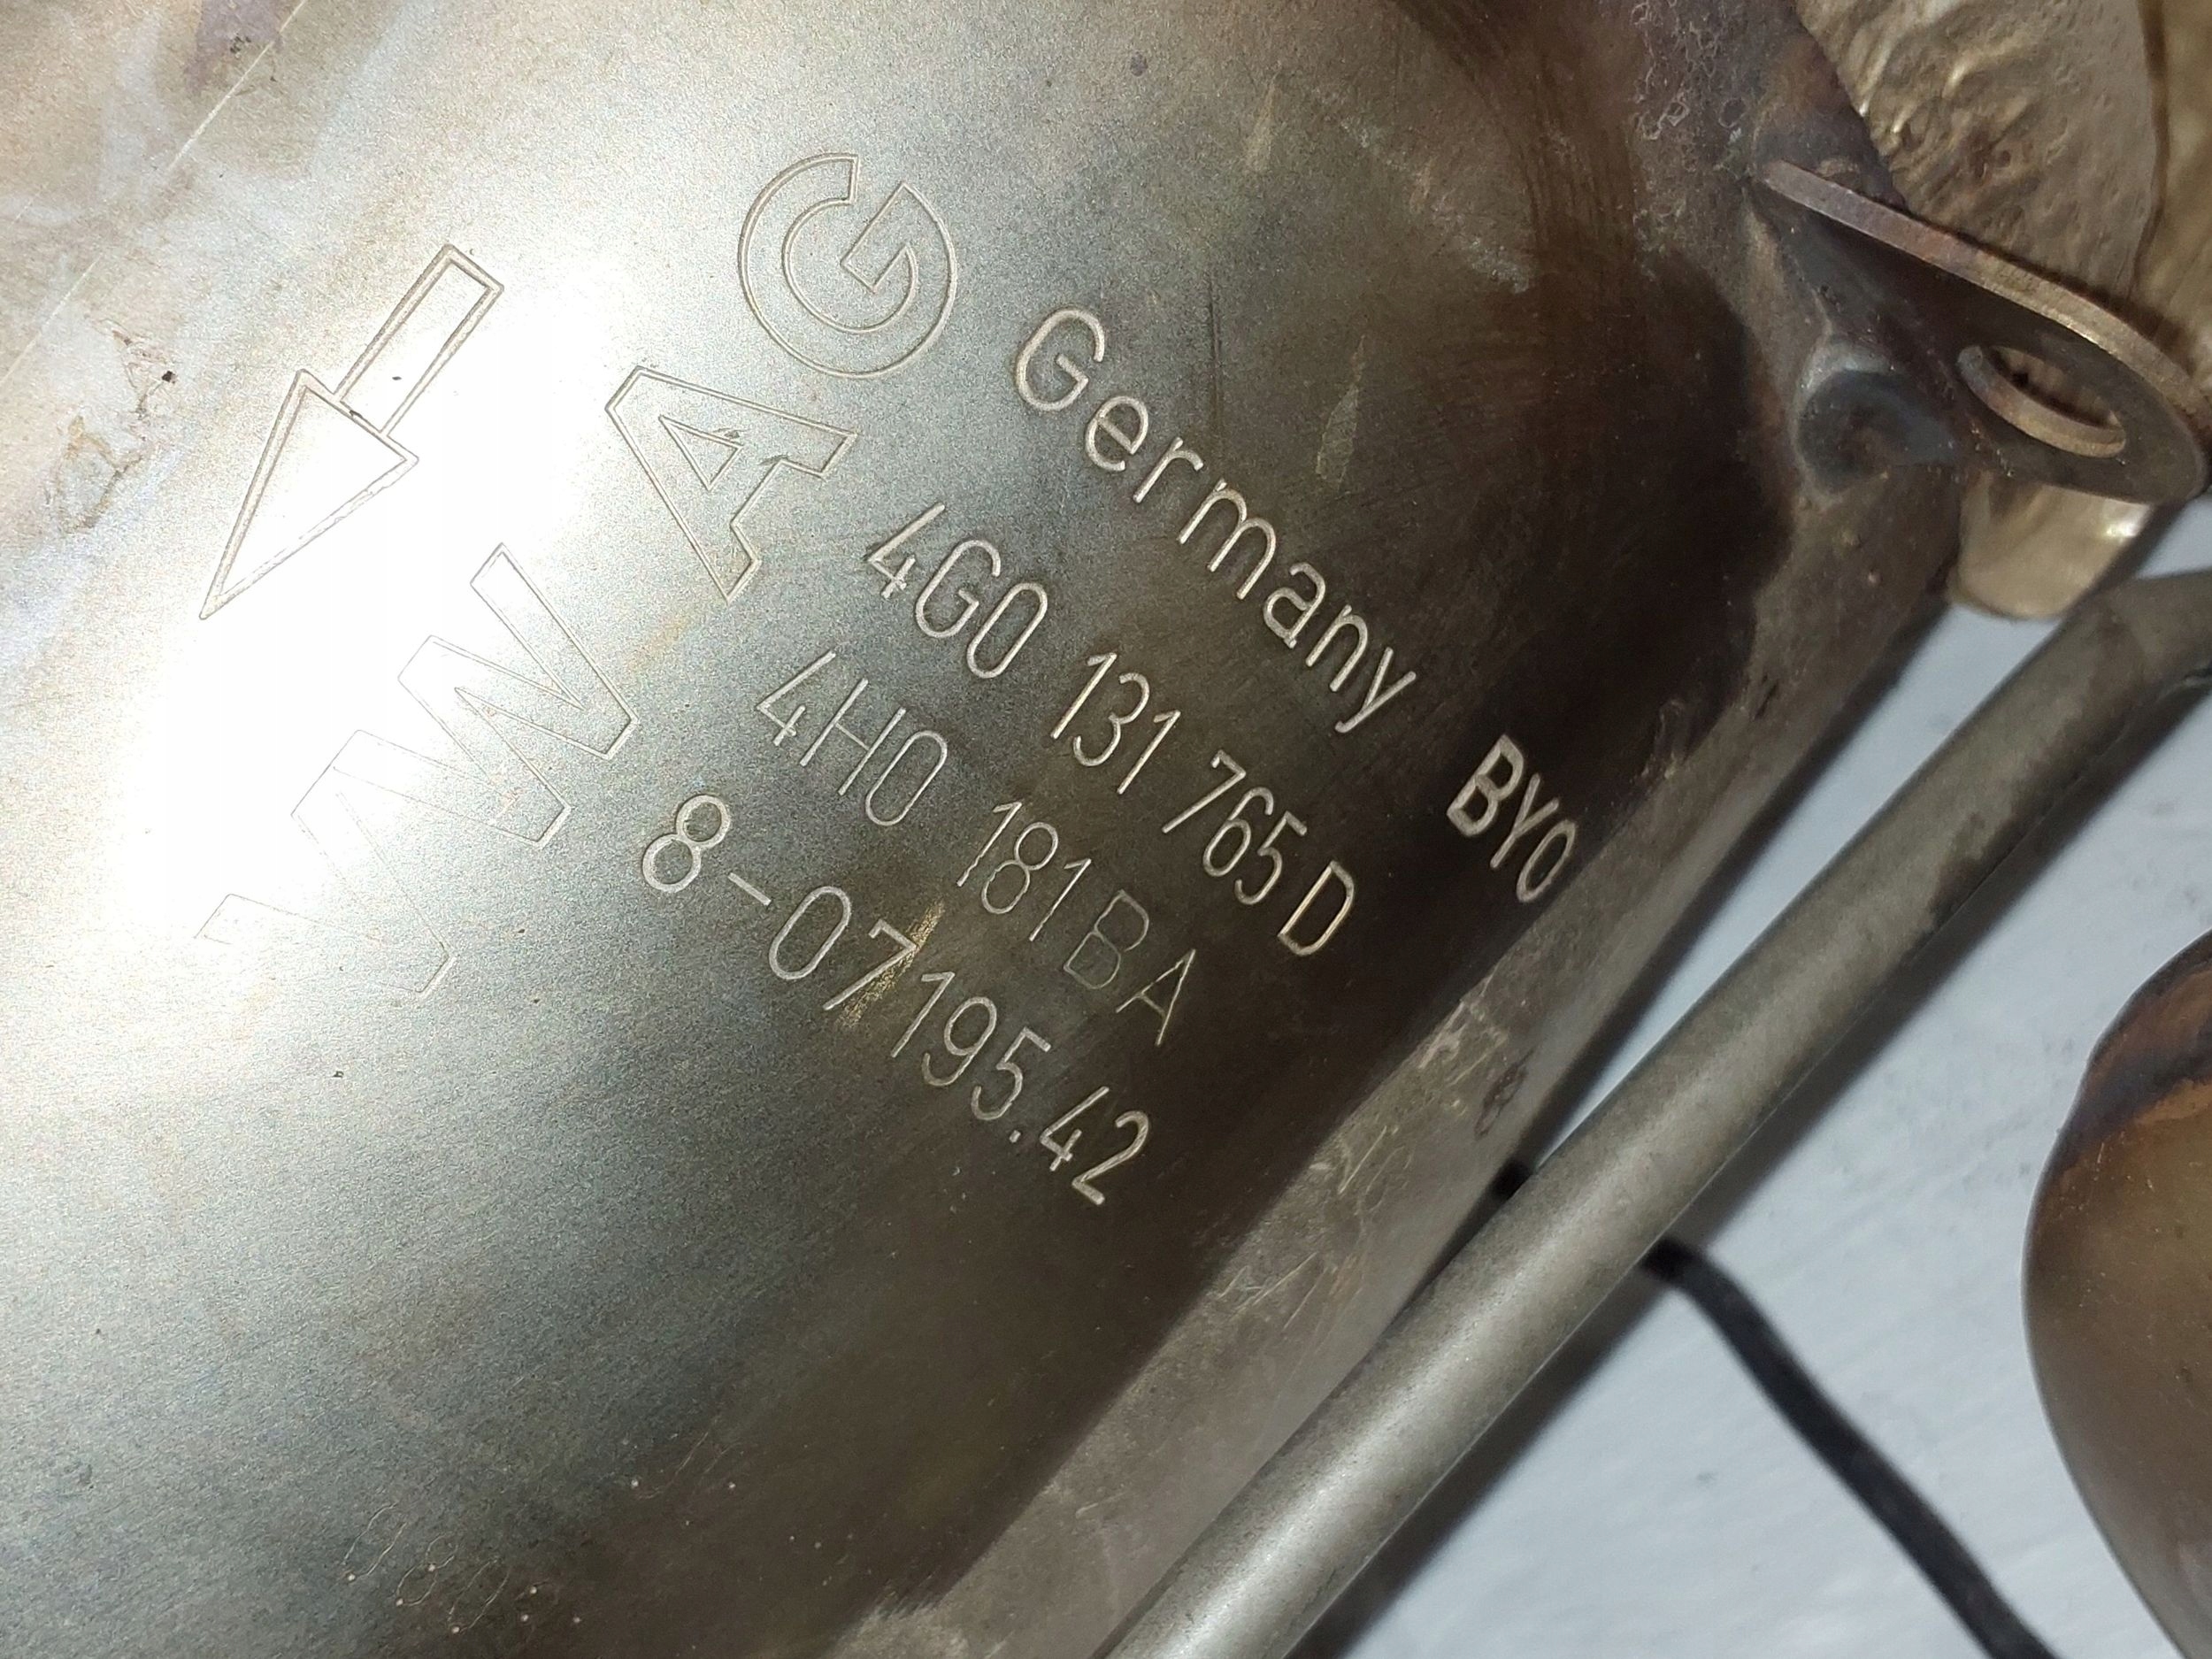 VW AG
Germany BY0
4G0 131 765 D
4H0 181 BA
8-07195.42